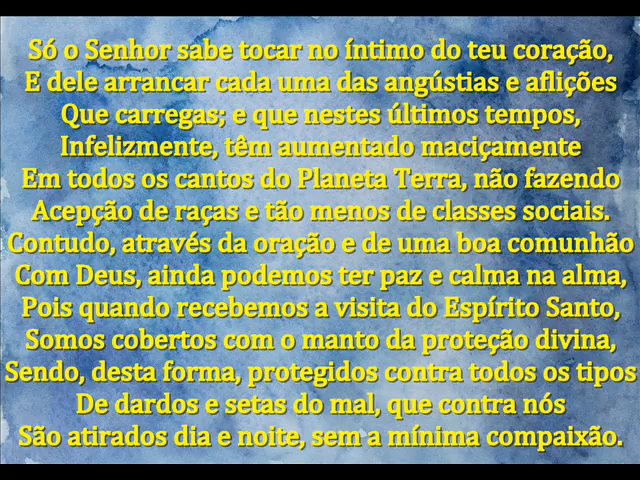 Só o Senhor sabe tocar no íntimo do teu coração,
E dele arrancar cada uma das angústias e aflições
Que carregas; e que nestes últimos tempos,
Infelizmente, têm aumentado maciçamente
Em todos os cantos do Planeta Terra, não fazendo
Acepção de raças e tão menos de classes sociais.
Contudo, através da oração e de uma boa comunhão
Com Deus, ainda podemos ter paz e calma na alma,
Pois quando recebemos a visita do Espírito Santo,
Somos cobertos com o manto da proteção divina,
Sendo, desta forma, protegidos contra todos os tipos
De dardos e setas do mal, que contra nós
São atirados dia e noite, sem a mínima compaixão.